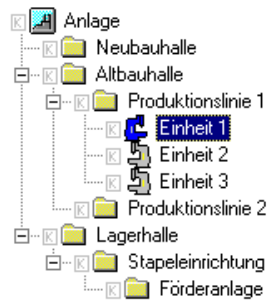 K Anlage
K Neubauhalle
K Altbauhalle
K Produktionslinie 1
K Einheit 1
K Einheit 2
K Einheit 3
K Produktionslinie 2
K Lagerhalle
K Stapeleinrichtung
K Förderanlage